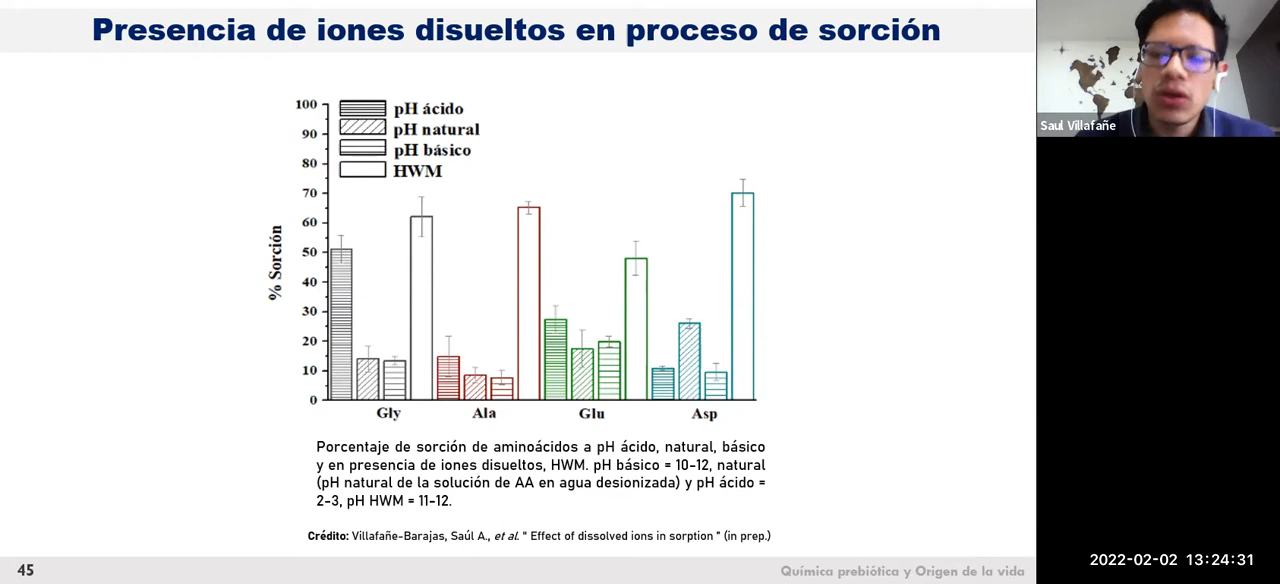 Presencia de iones disueltos en proceso de sorción
Saul Villafañe
100
90
80
70
60
50
40
30
20
10
0
% Sorción
pH ácido
pH natural
pH básico
HWM
Gly Ala Glu Asp
Porcentaje de sorción de aminoácidos a pH ácido, natural, básico
y en presencia de iones disueltos, HWM. pH básico = 10-12, natural
(pH natural de la solución de AA en agua desionizada) y pH ácido =
2-3, pH HWM = 11-12.
Crédito: Villafañe-Barajas, Saúl A., et al. " Effect of dissolved ions in sorption " (in prep.)
45
Química prebiótica y Origen de la vida
2022-02-02 13:24:31